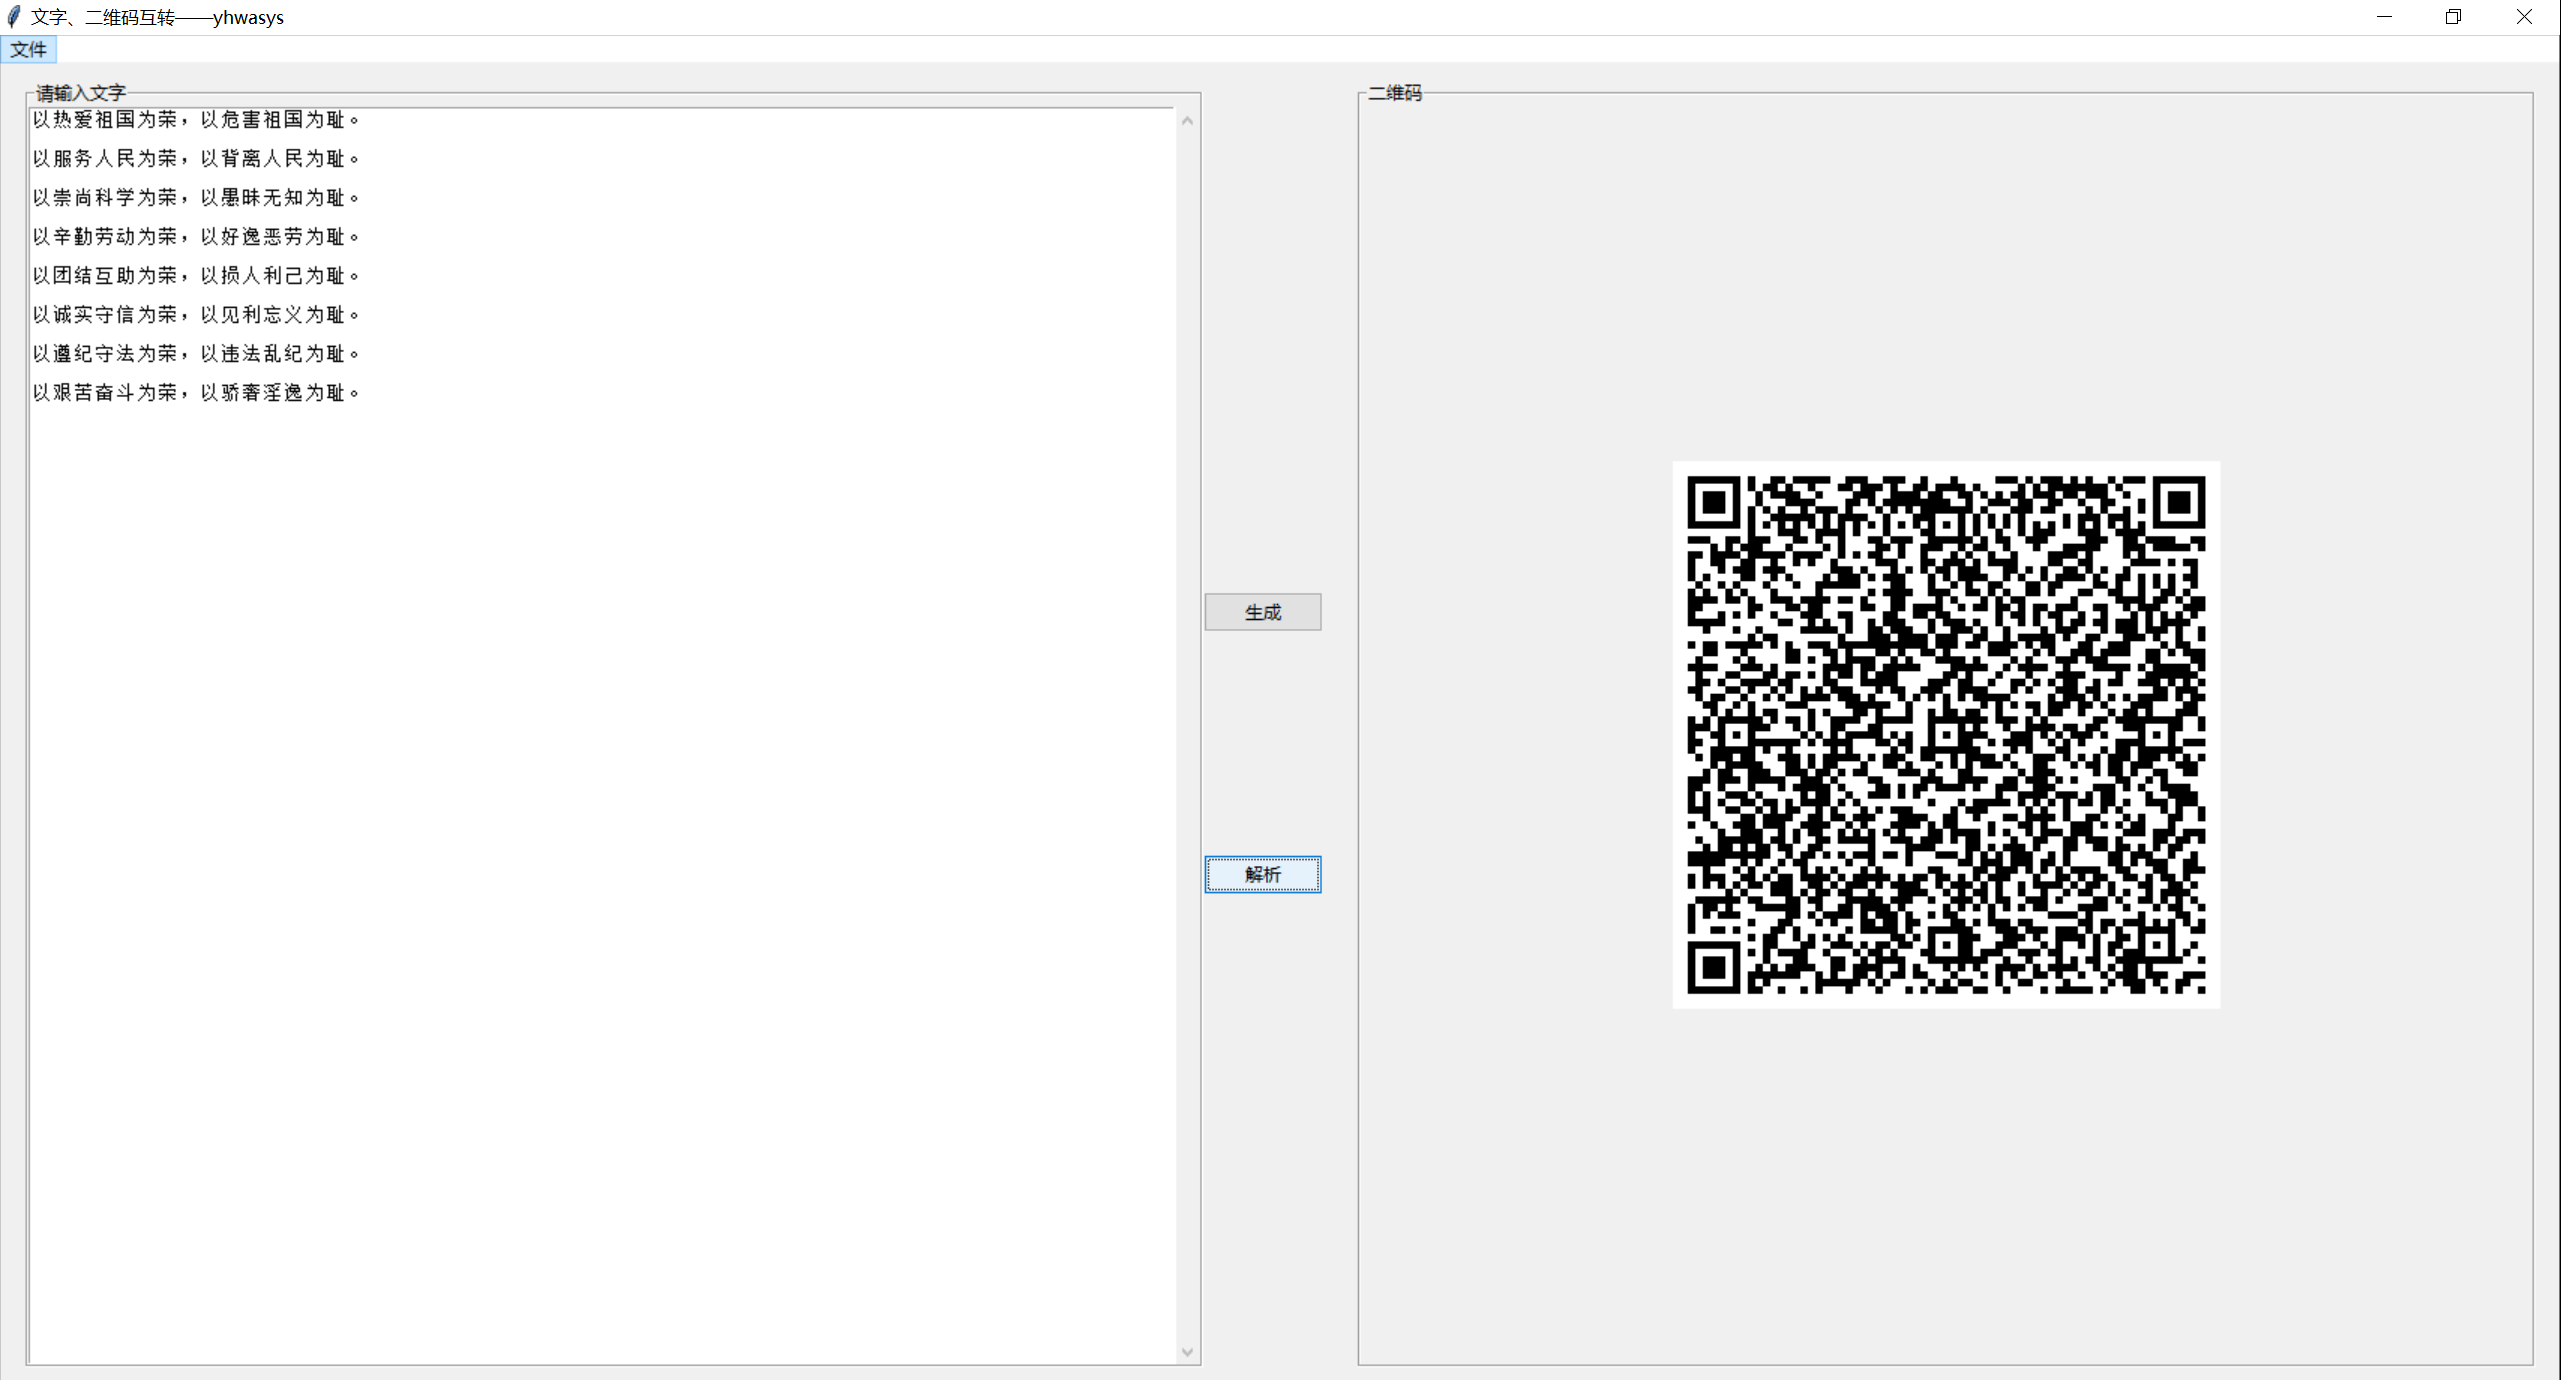 文字、二维码互转——yhwasys
文件
请输入文字
以热爱祖国为荣，以危害祖国为耻。
以服务人民为荣，以背离人民为耻。
以崇尚科学为荣，以愚昧无知为耻。
以辛勤劳动为荣，以好逸恶劳为耻。
以团结互助为荣，以损人利己为耻。
以诚实守信为荣，以见利忘义为耻。
以遵纪守法为荣，以违法乱纪为耻。
以艰苦奋斗为荣，以骄奢淫逸为耻。
生成
解析
二维码